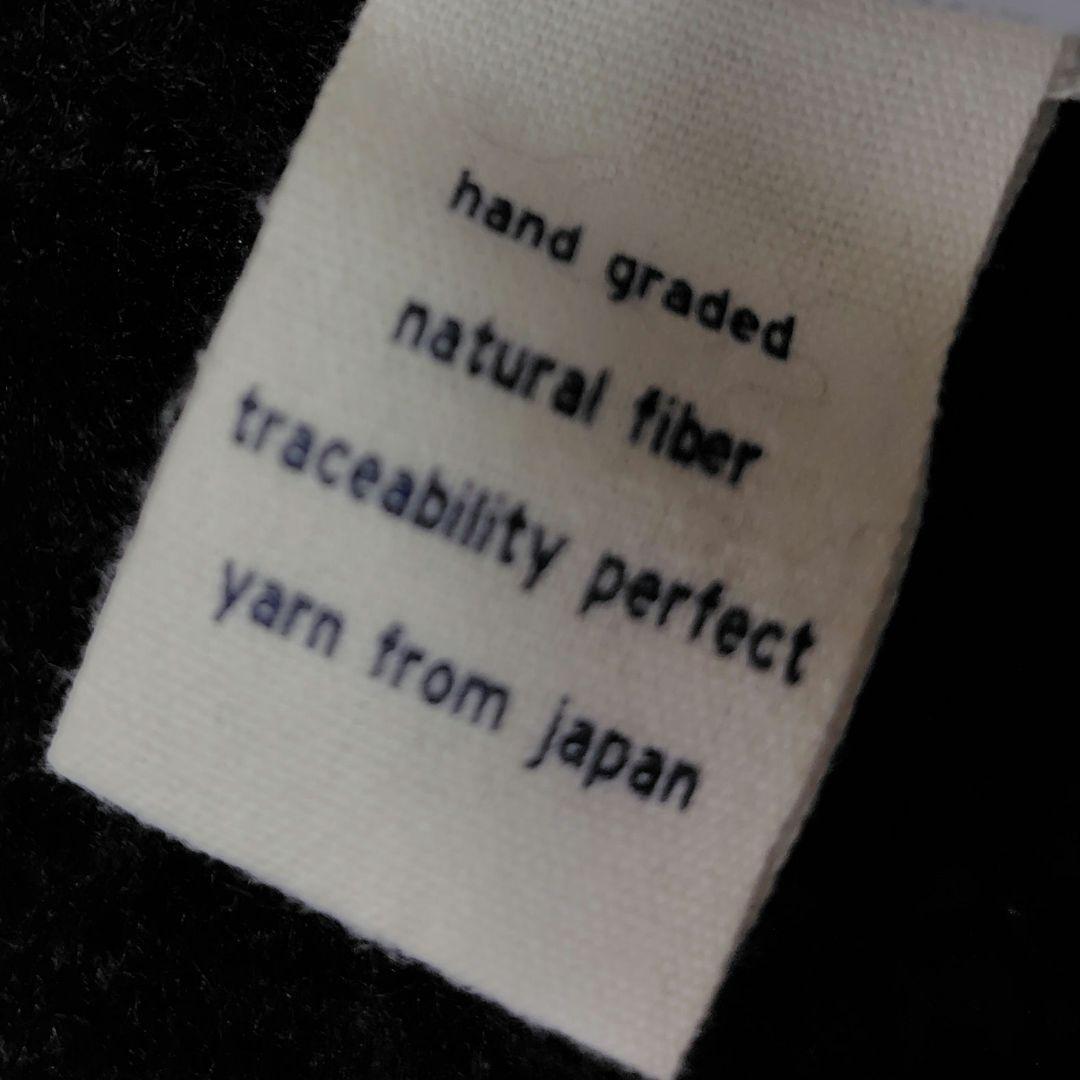 hand graded
natural fiber
traceability perfect
yarn from japan